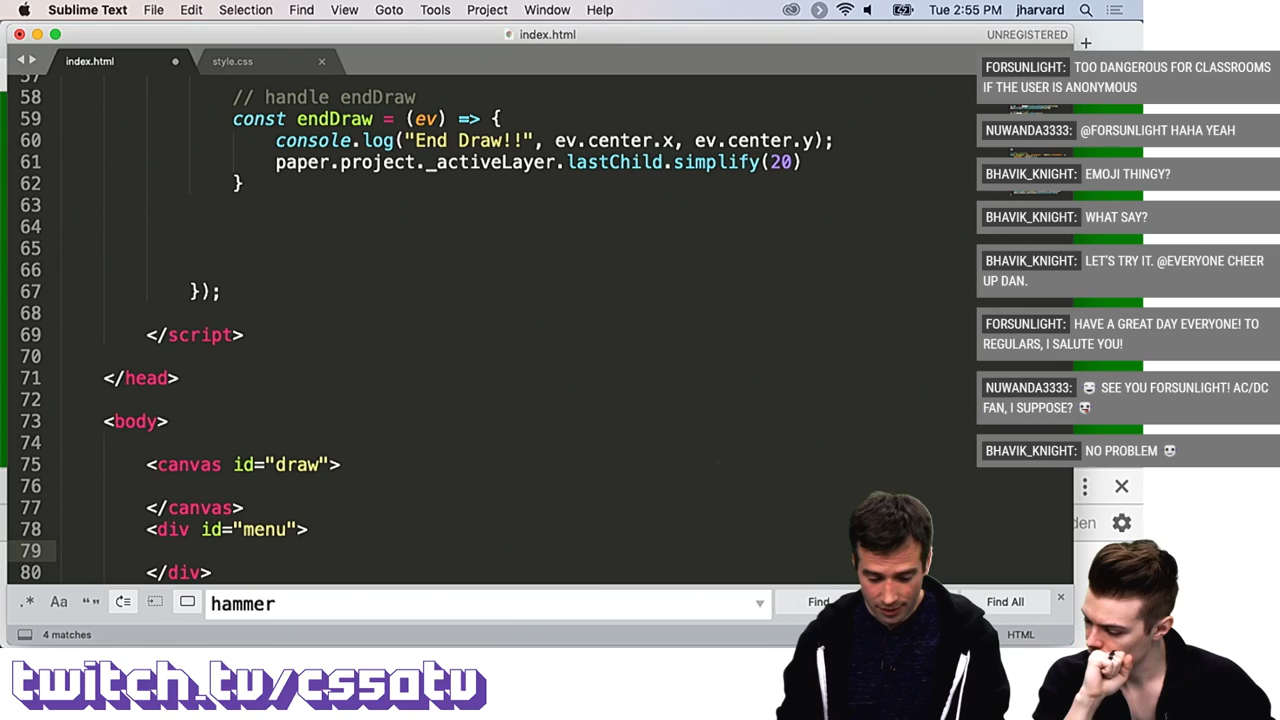 Sublime Text File Edit Selection Find View Goto Tools Project Window Help Tue 2:55 PM jharvard
index.html UNREGISTERED
index.html style.css
FORSUNLIGHT: TOO DANGEROUS FOR CLASSROOMS
IF THE USER IS ANONYMOUS
NUWANDA3333: @FORSUNLIGHT HAHA YEAH
BHAVIK_KNIGHT: EMOJI THINGY?
BHAVIK_KNIGHT: WHAT SAY?
BHAVIK_KNIGHT: LET'S TRY IT. @EVERYONE CHEER
UP DAN.
FORSUNLIGHT: HAVE A GREAT DAY EVERYONE! TO
REGULARS, I SALUTE YOU!
NUWANDA3333: SEE YOU FORSUNLIGHT! AC/DC
FAN, I SUPPOSE?
BHAVIK_KNIGHT: NO PROBLEM
57
58 // handle endDraw
59 const endDraw = (ev) => {
60 console.log("End Draw!!", ev.center.x, ev.center.y);
61 paper.project._activeLayer.lastChild.simplify(20)
62 }
63
64
65
66
67 });
68
69 </script>
70
71 </head>
72
73 <body>
74
75 <canvas id="draw">
76
77 </canvas>
78 <div id="menu">
79
80 </div>
.* Aa “” hammer Find All
4 matches HTML
twitch.tv/cs50tv